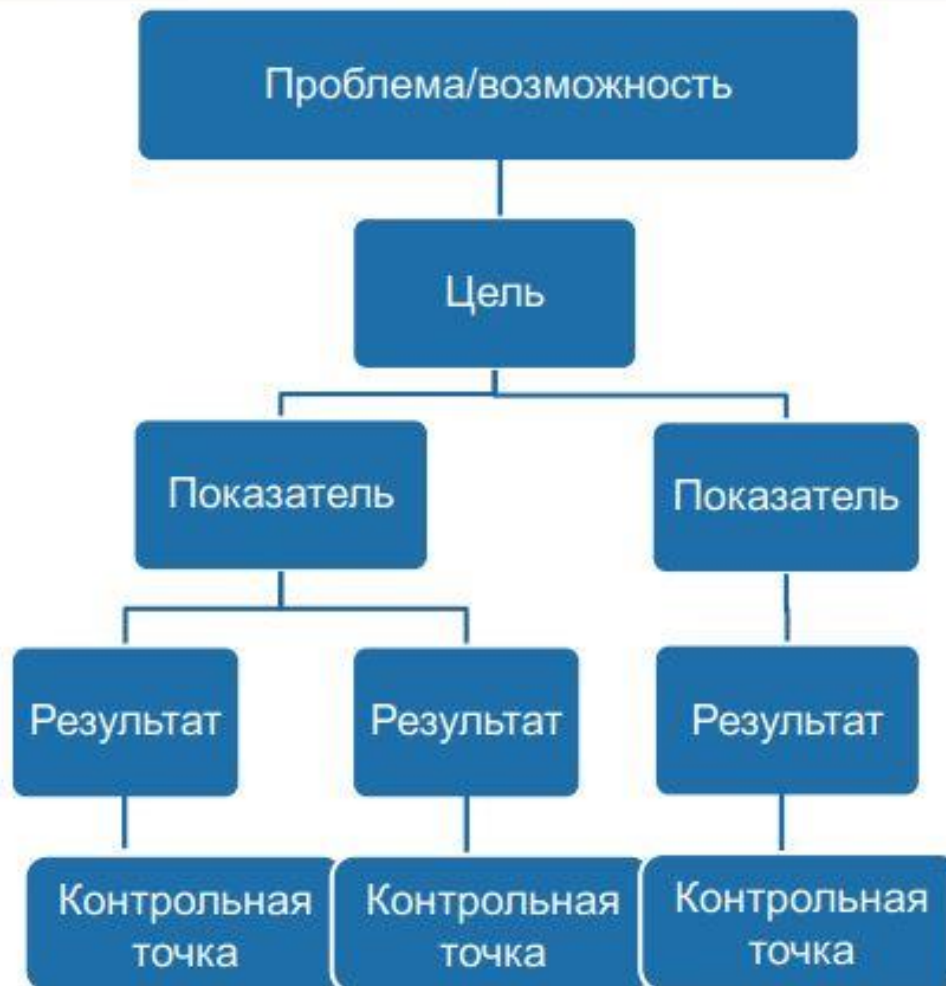 Проблема/возможность
Цель
Показатель
Показатель
Результат
Результат
Результат
Контрольная
точка
Контрольная
точка
Контрольная
точка